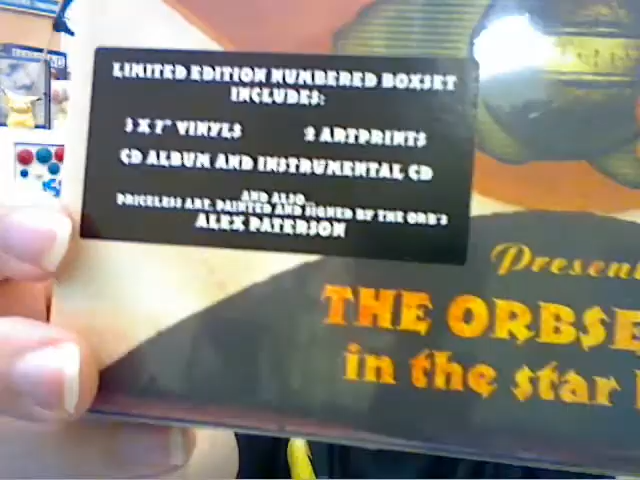 LIMITED EDITION NUMBERED BOXSET
INCLUDES:
3 X 7" VINYLS 2 ARTPRINTS
CD ALBUM AND INSTRUMENTAL CD
AND ALSO...
PRICELESS ART, PAINTED AND SIGNED BY THE ORB'S
ALEX PATERSON
Present
THE ORBSE
in the star